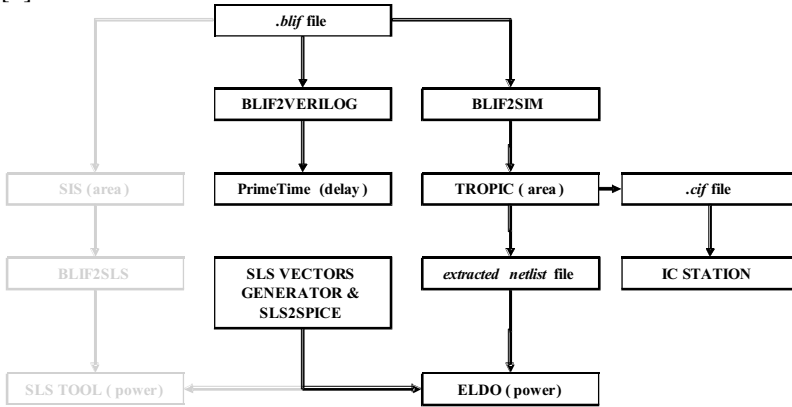 .blif file
BLIF2VERILOG
BLIF2SIM
SIS (area)
PrimeTime (delay)
TROPIC ( area)
.cif file
BLIF2SLS
SLS VECTORS
GENERATOR &
SLS2SPICE
extracted netlist file
IC STATION
SLS TOOL ( power)
ELDO ( power)